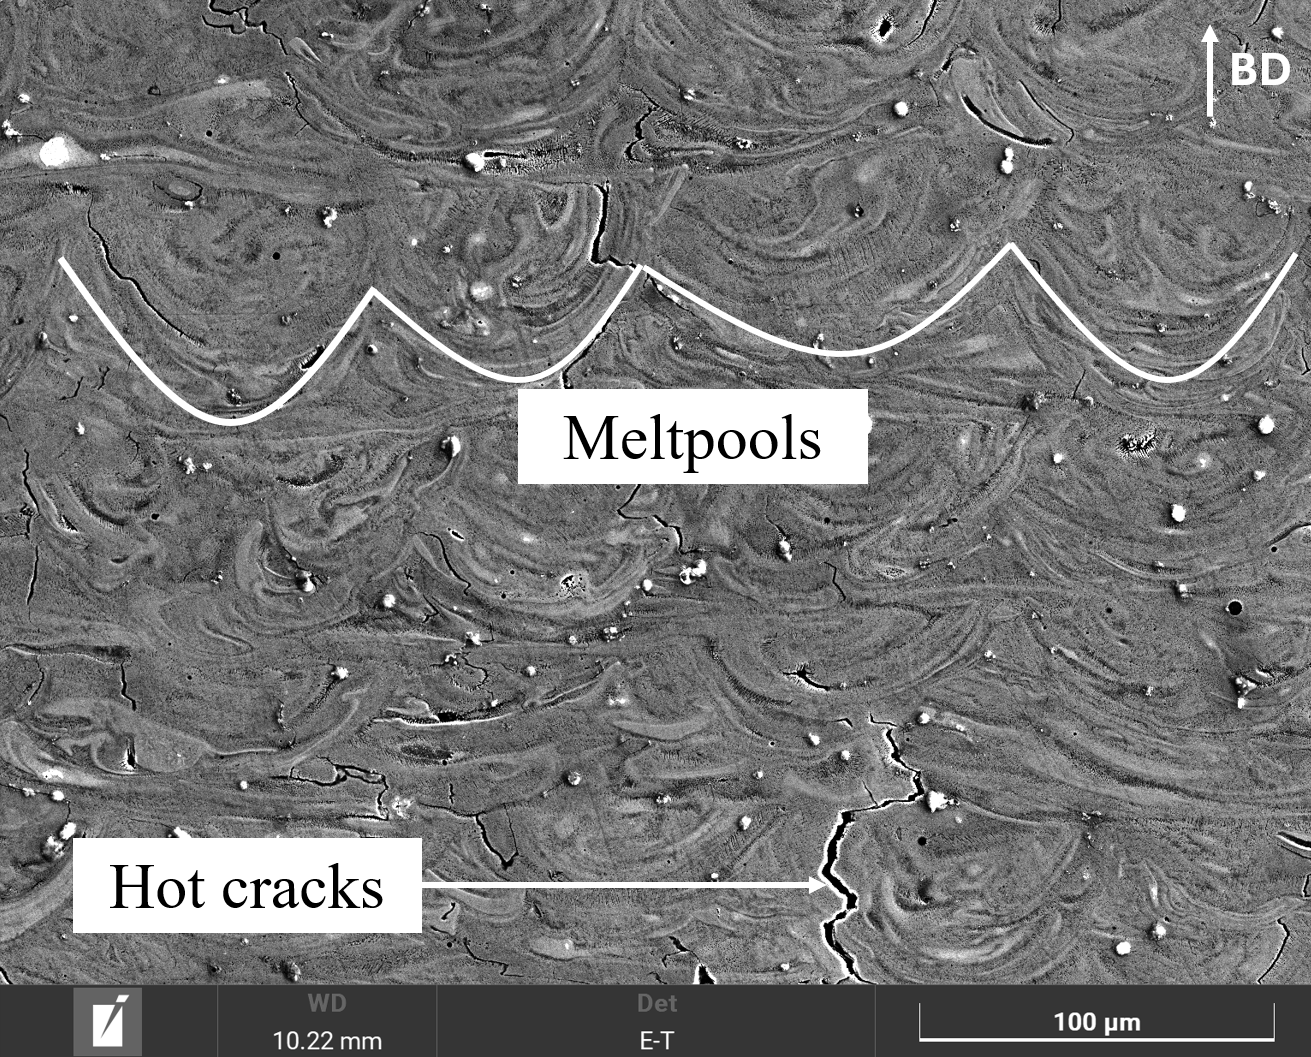 BD
Meltpools
Hot cracks
WD
Det
10.22 mm
E-T
100 µm